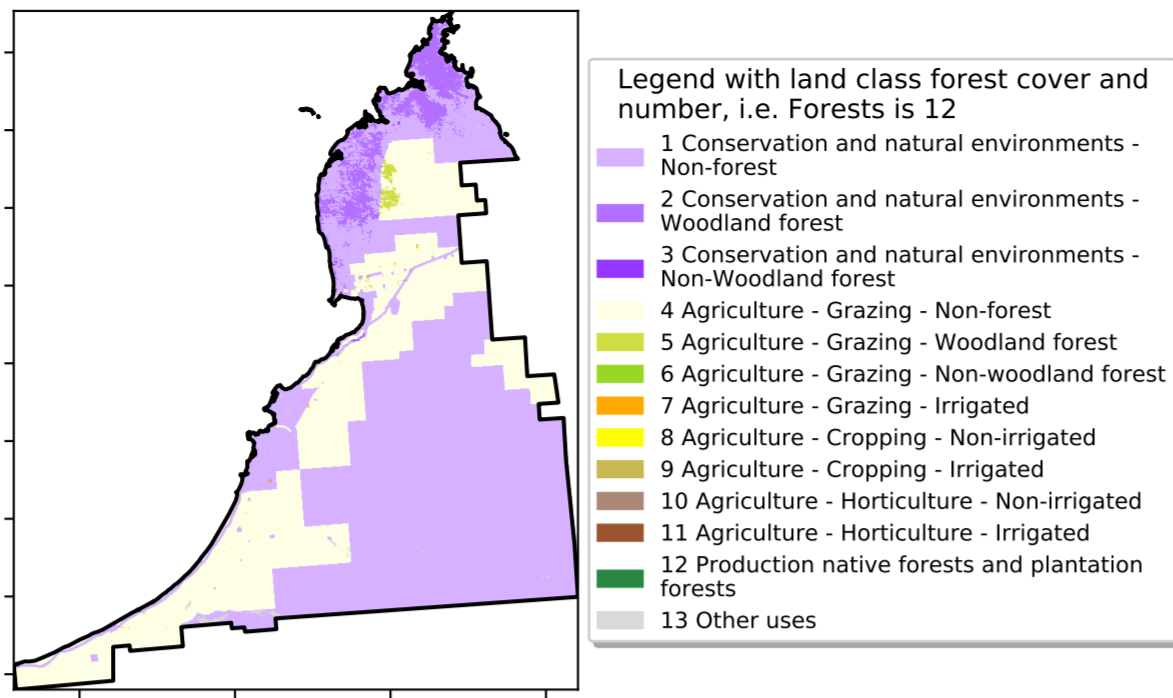 Legend with land class forest cover and
number, i.e. Forests is 12
1 Conservation and natural environments -
Non-forest
2 Conservation and natural environments -
Woodland forest
3 Conservation and natural environments -
Non-Woodland forest
4 Agriculture - Grazing - Non-forest
5 Agriculture - Grazing - Woodland forest
6 Agriculture - Grazing - Non-woodland forest
7 Agriculture - Grazing - Irrigated
8 Agriculture - Cropping - Non-irrigated
9 Agriculture - Cropping - Irrigated
10 Agriculture - Horticulture - Non-irrigated
11 Agriculture - Horticulture - Irrigated
12 Production native forests and plantation
forests
13 Other uses